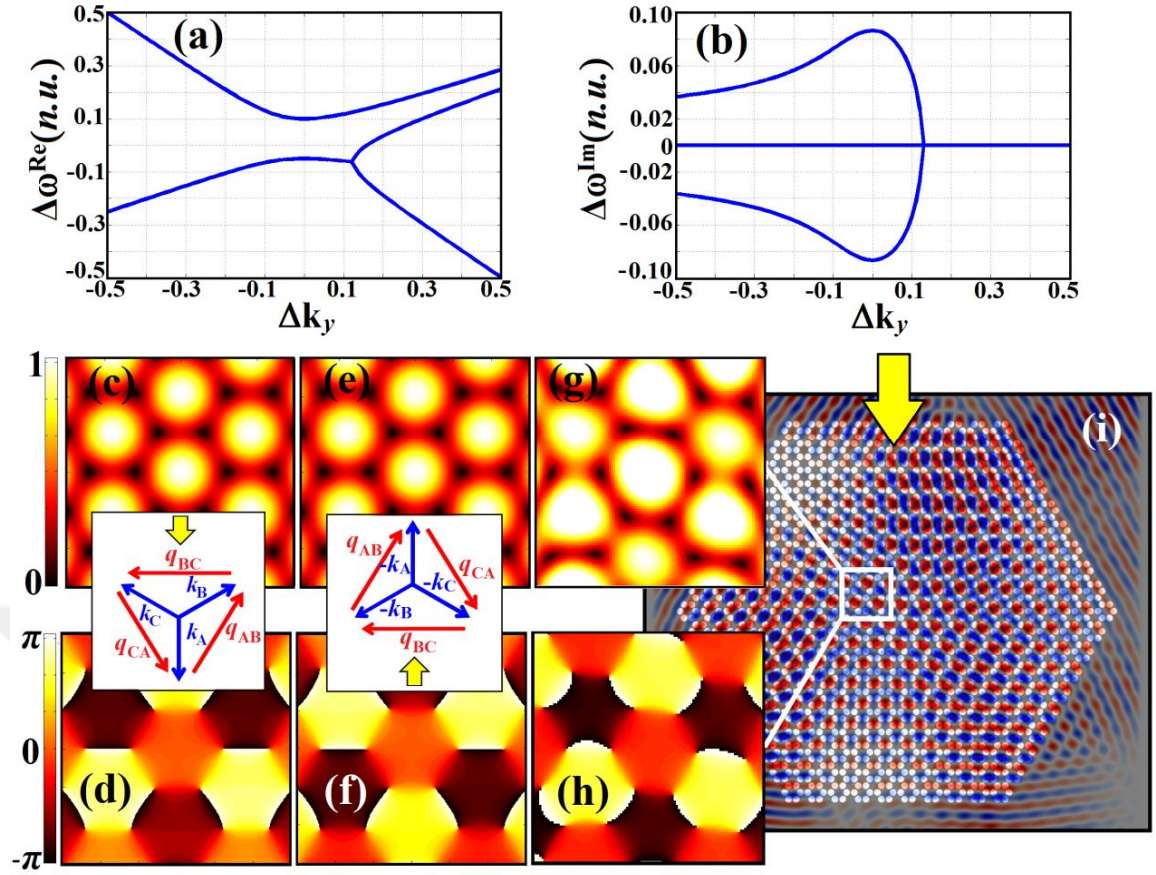 (a)
0.5
0.3
0.1
-0.1
-0.3
-0.5
Δω^Re(n.u.)
-0.5 -0.3 -0.1 0.1 0.3 0.5
Δk_y
(b)
0.10
0.06
0.02
0
-0.02
-0.06
-0.10
Δω^Im(n.u.)
-0.5 -0.3 -0.1 0.1 0.3 0.5
Δk_y
1
0
(c)
(e)
(g)
(i)
q_BC
k_B
k_C
k_A
q_CA
q_AB
q_AB
-k_A
q_CA
-k_C
-k_B
q_BC
π
0
-π
(d)
(f)
(h)